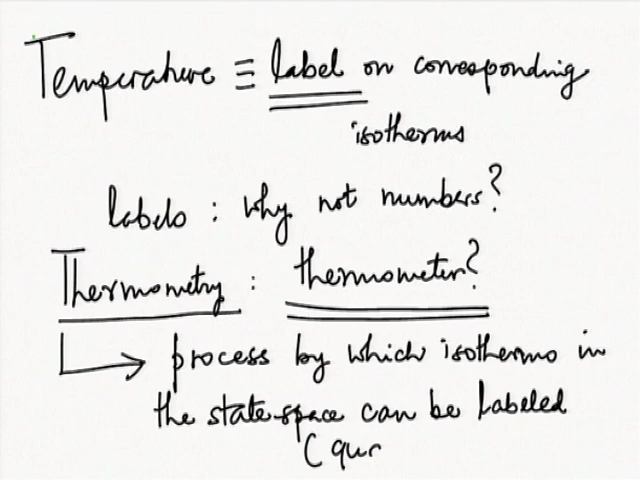 Temperature ≡ label on corresponding
isotherms
labels : why not numbers?
Thermometry : thermometer?
process by which isotherms in
the state space can be labeled
( qur